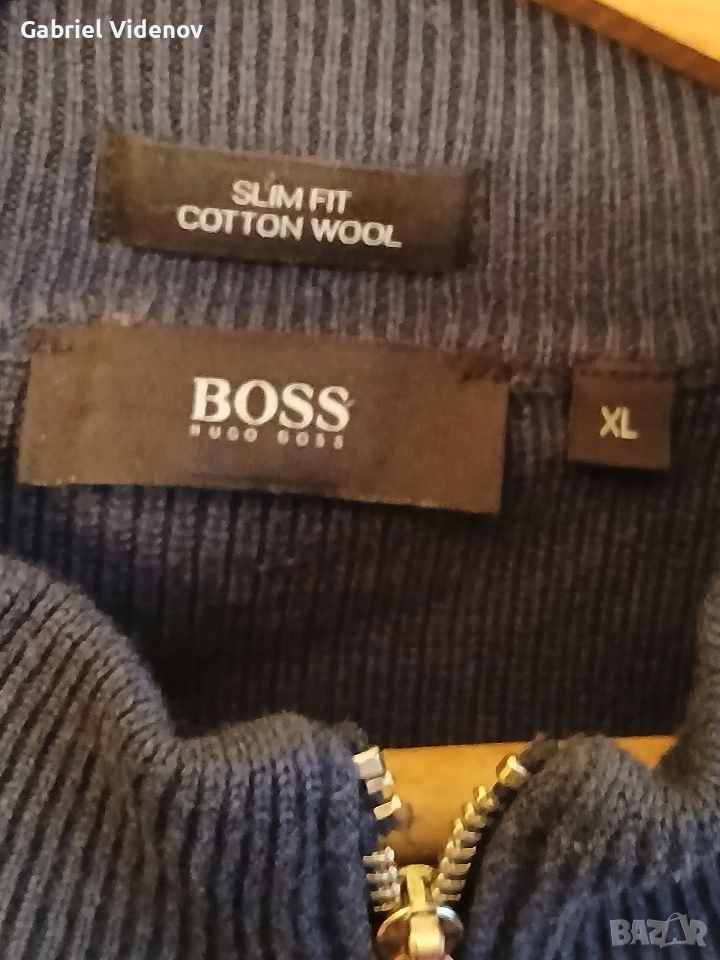 Gabriel Videnov
SLIM FIT
COTTON WOOL
BOSS
HUGO BOSS
XL
BAZAR